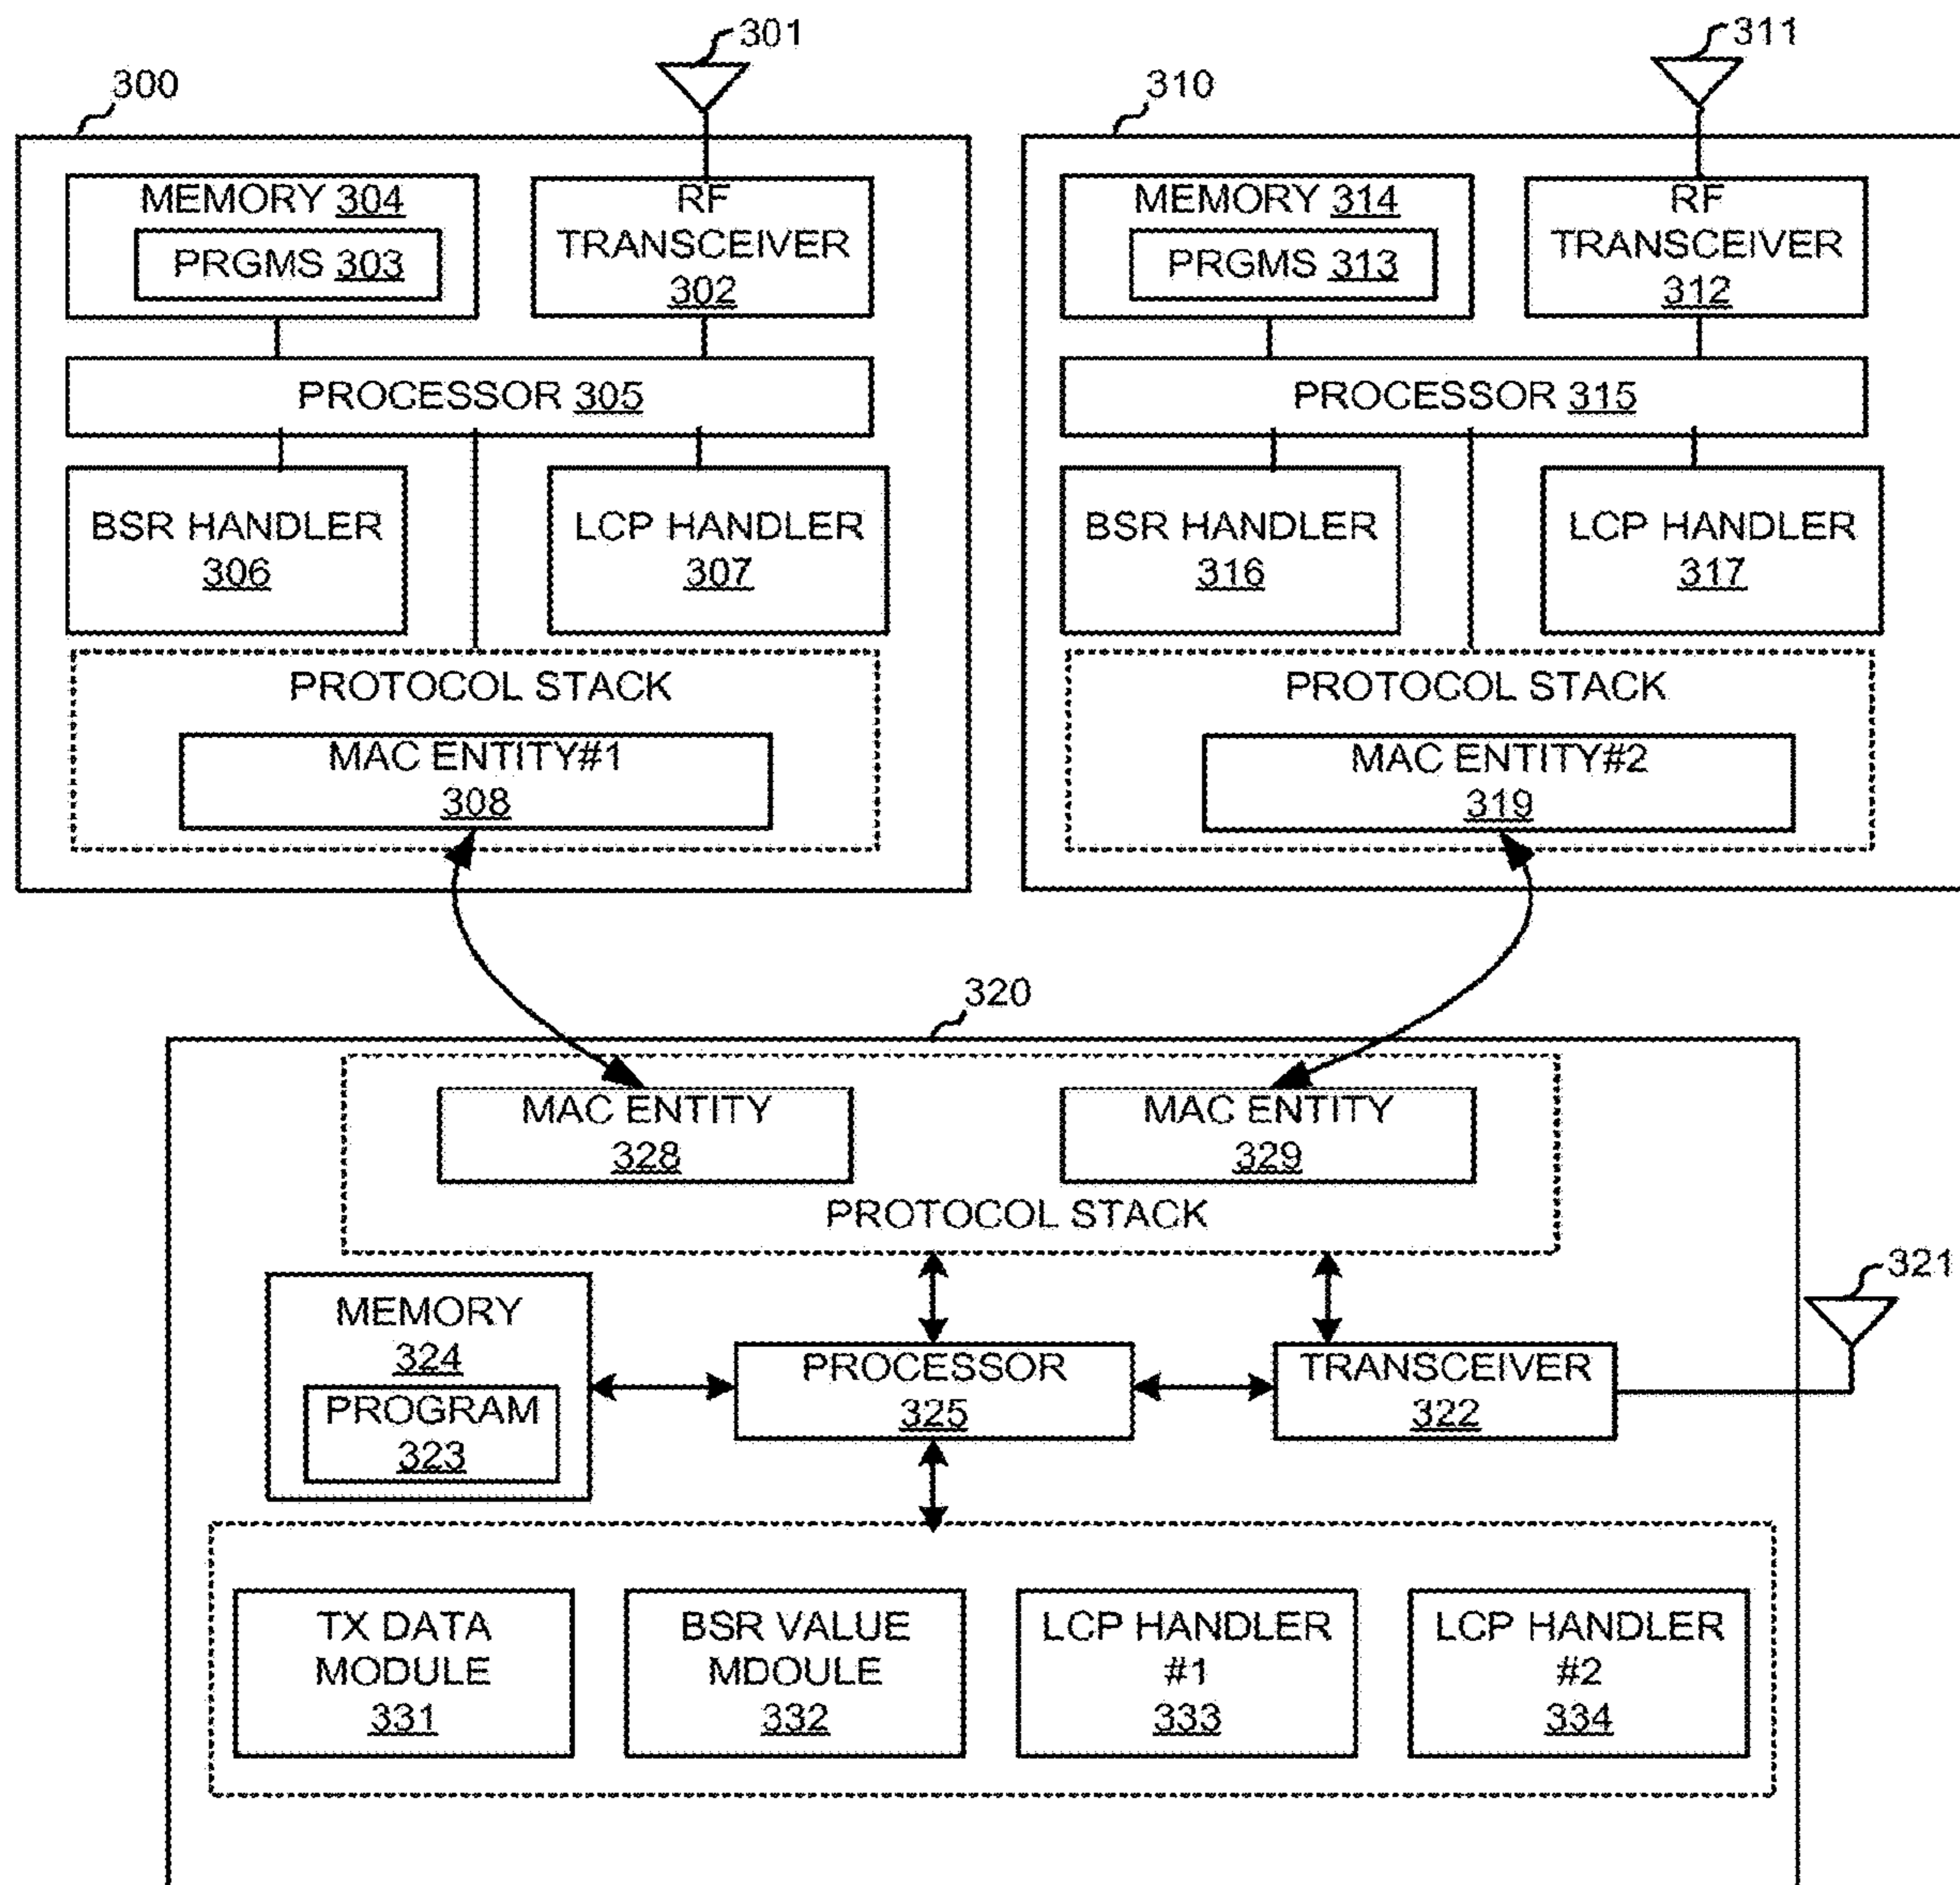 301
300
MEMORY 304
PRGMS 303
RF
TRANSCEIVER
302
PROCESSOR 305
BSR HANDLER
306
LCP HANDLER
307
PROTOCOL STACK
MAC ENTITY#1
308
311
310
MEMORY 314
PRGMS 313
RF
TRANSCEIVER
312
PROCESSOR 315
BSR HANDLER
316
LCP HANDLER
317
PROTOCOL STACK
MAC ENTITY#2
319
320
MAC ENTITY
328
MAC ENTITY
329
PROTOCOL STACK
321
MEMORY
324
PROGRAM
323
PROCESSOR
325
TRANSCEIVER
322
TX DATA
MODULE
331
BSR VALUE
MDOULE
332
LCP HANDLER
#1
333
LCP HANDLER
#2
334